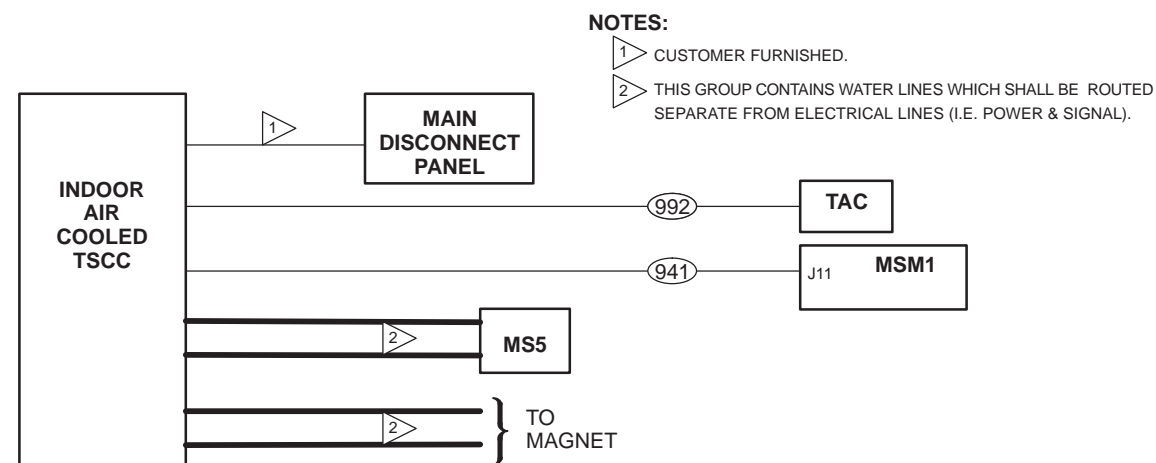 NOTES:
1 CUSTOMER FURNISHED.
2 THIS GROUP CONTAINS WATER LINES WHICH SHALL BE ROUTED
SEPARATE FROM ELECTRICAL LINES (I.E. POWER & SIGNAL).
INDOOR
AIR
COOLED
TSCC
1
MAIN
DISCONNECT
PANEL
992
TAC
941
J11 MSM1
2
MS5
2
TO
MAGNET